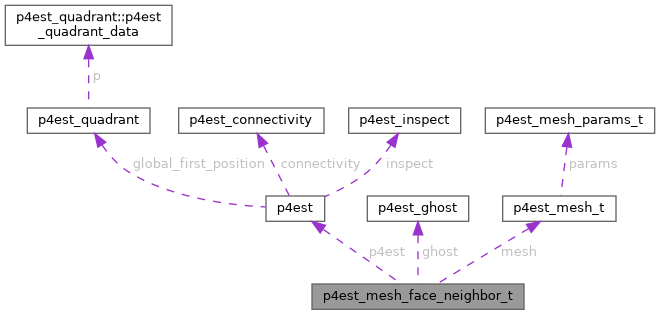 p4est_quadrant::p4est
_quadrant_data
p
p4est_quadrant
p4est_connectivity
p4est_inspect
p4est_mesh_params_t
global_first_position
connectivity
inspect
params
p4est
p4est_ghost
p4est_mesh_t
p4est
ghost
mesh
p4est_mesh_face_neighbor_t